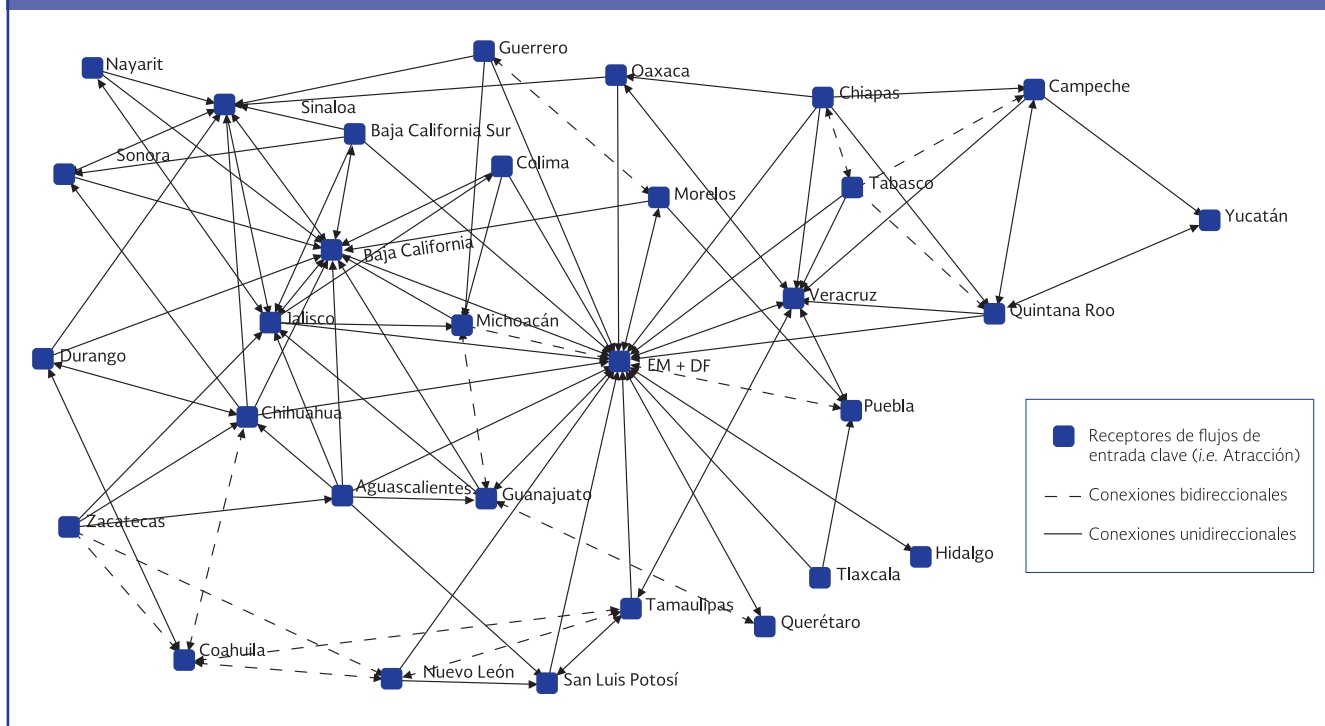 Guerrero
Nayarit
Oaxaca
Chiapas
Campeche
Sinaloa
Baja California Sur
Sonora
Colima
Morelos
Tabasco
Yucatán
Baja California
Veracruz
Quintana Roo
Jalisco
Michoacán
Durango
EM + DF
Chihuahua
Puebla
Receptores de flujos de
entrada clave (i.e. Atracción)
Aguascalientes
Guanajuato
Conexiones bidireccionales
Zacatecas
Conexiones unidireccionales
Hidalgo
Tlaxcala
Tamaulipas
Querétaro
Coahuila
Nuevo León
San Luis Potosí